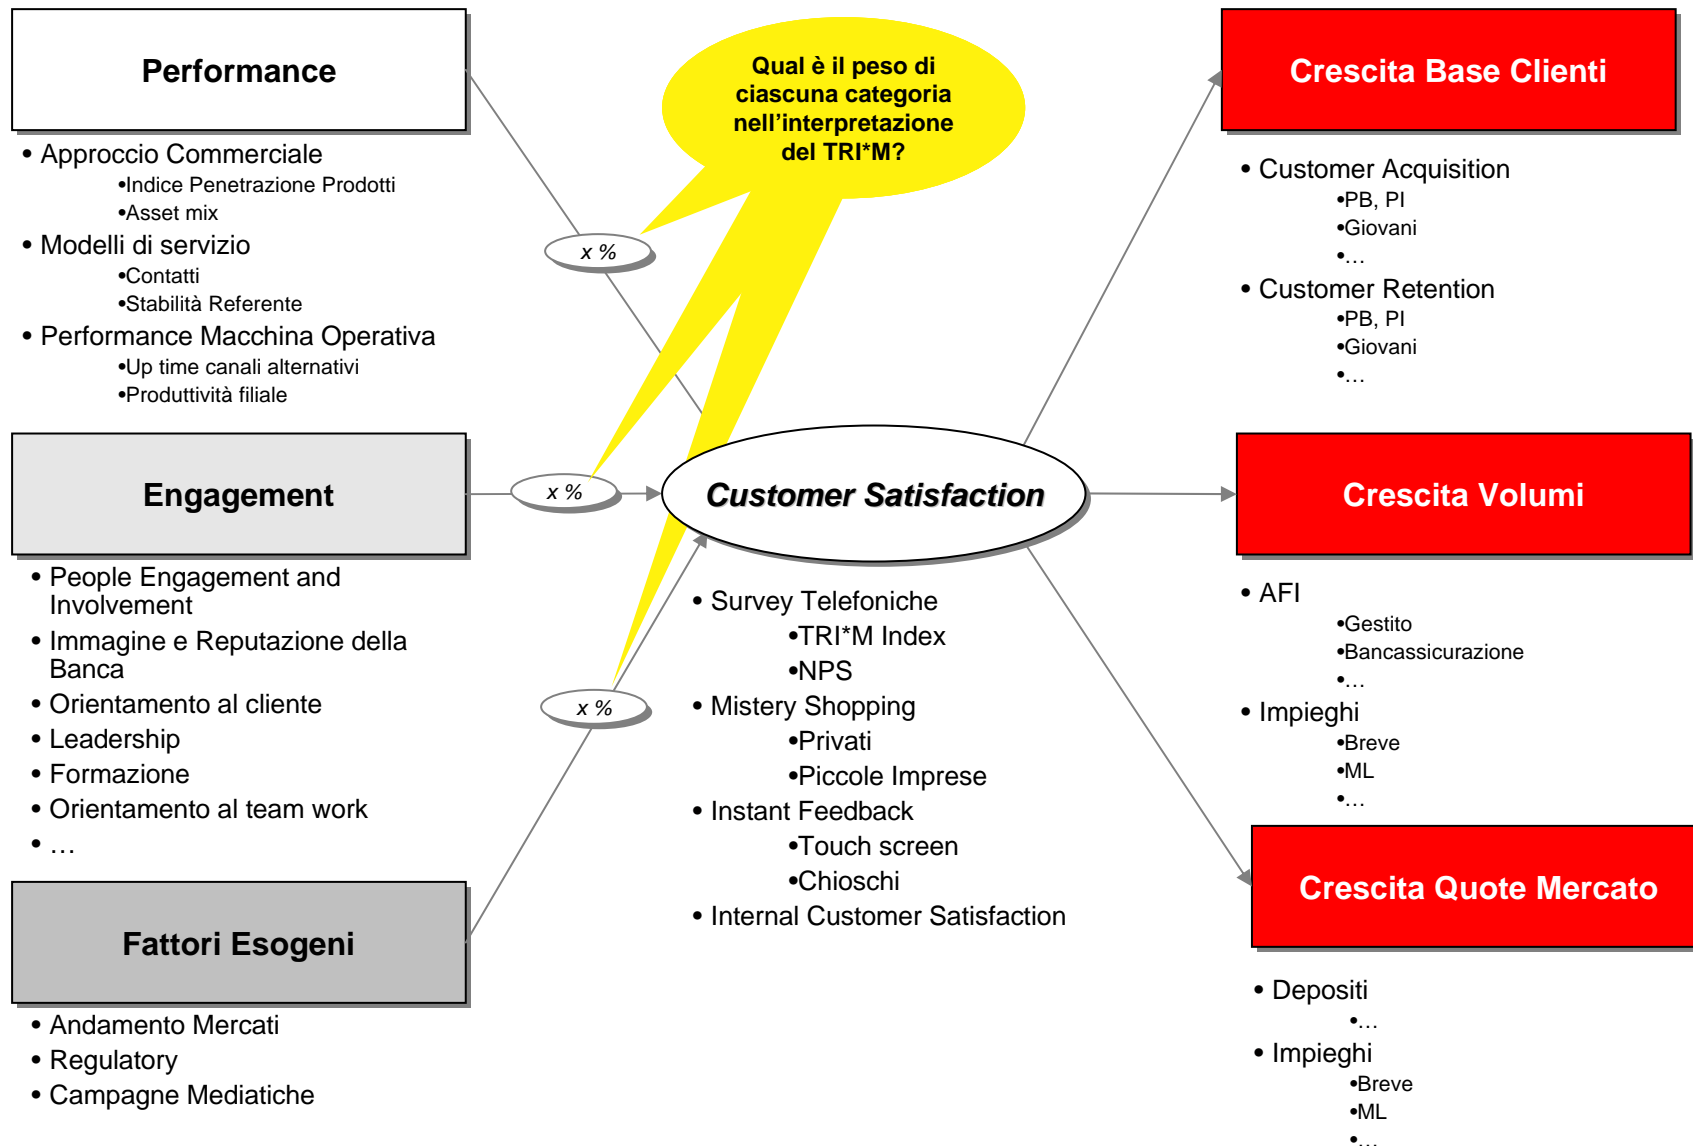 Performance
• Approccio Commerciale
•Indice Penetrazione Prodotti
•Asset mix
• Modelli di servizio
•Contatti
•Stabilità Referente
• Performance Macchina Operativa
•Up time canali alternativi
•Produttività filiale
Engagement
• People Engagement and
Involvement
• Immagine e Reputazione della
Banca
• Orientamento al cliente
• Leadership
• Formazione
• Orientamento al team work
• …
Fattori Esogeni
• Andamento Mercati
• Regulatory
• Campagne Mediatiche
Qual è il peso di
ciascuna categoria
nell’interpretazione
del TRI*M?
x %
x %
x %
Customer Satisfaction
• Survey Telefoniche
•TRI*M Index
•NPS
• Mistery Shopping
•Privati
•Piccole Imprese
• Instant Feedback
•Touch screen
•Chioschi
• Internal Customer Satisfaction
Crescita Base Clienti
• Customer Acquisition
•PB, PI
•Giovani
•…
• Customer Retention
•PB, PI
•Giovani
•…
Crescita Volumi
• AFI
•Gestito
•Bancassicurazione
•…
• Impieghi
•Breve
•ML
•…
Crescita Quote Mercato
• Depositi
•…
• Impieghi
•Breve
•ML
•…